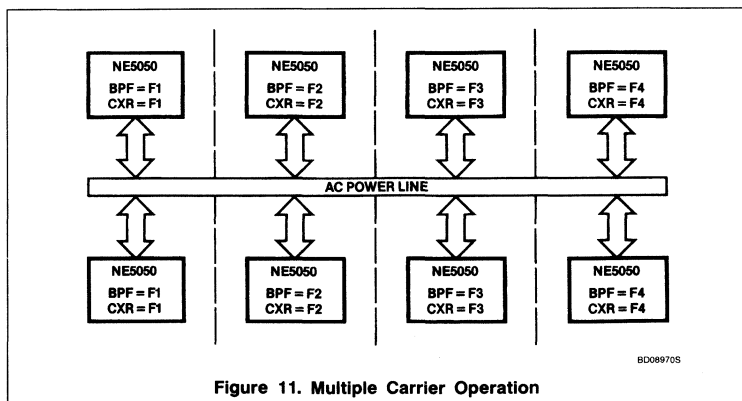 NE5050
BPF = F1
CXR = F1
NE5050
BPF = F2
CXR = F2
NE5050
BPF = F3
CXR = F3
NE5050
BPF = F4
CXR = F4
AC POWER LINE
NE5050
BPF = F1
CXR = F1
NE5050
BPF = F2
CXR = F2
NE5050
BPF = F3
CXR = F3
NE5050
BPF = F4
CXR = F4
BD08970S
Figure 11. Multiple Carrier Operation